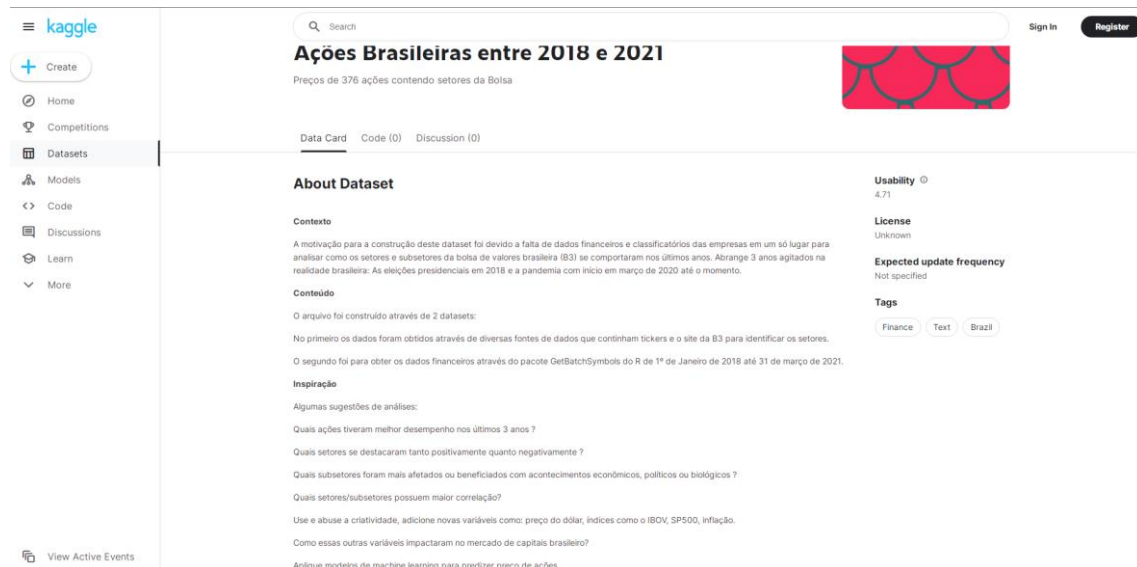 kaggle
Search
Sign In
Register
Create
Home
Competitions
Datasets
Models
Code
Discussions
Learn
More
View Active Events
Ações Brasileiras entre 2018 e 2021
Preços de 376 ações contendo setores da Bolsa
Data Card Code (0) Discussion (0)
About Dataset
Contexto
A motivação para a construção deste dataset foi devido a falta de dados financeiros e classificatórios das empresas em um só lugar para
analisar como os setores e subsetores da bolsa de valores brasileira (B3) se comportaram nos últimos anos. Abrange 3 anos agitados na
realidade brasileira: As eleições presidenciais em 2018 e a pandemia com início em março de 2020 até o momento.
Conteúdo
O arquivo foi construído através de 2 datasets:
No primeiro os dados foram obtidos através de diversas fontes de dados que continham tickers e o site da B3 para identificar os setores.
O segundo foi para obter os dados financeiros através do pacote GetBatchSymbols do R de 1º de Janeiro de 2018 até 31 de março de 2021.
Inspiração
Algumas sugestões de análises:
Quais ações tiveram melhor desempenho nos últimos 3 anos ?
Quais setores se destacaram tanto positivamente quanto negativamente ?
Quais subsetores foram mais afetados ou beneficiados com acontecimentos econômicos, políticos ou biológicos ?
Quais setores/subsetores possuem maior correlação?
Use e abuse a criatividade, adicione novas variáveis como: preço do dólar, índices como o IBOV, SP500, inflação.
Como essas outras variáveis impactaram no mercado de capitais brasileiro?
Aplique modelos de machine learning para predizer preço de ações
Usability
4.71
License
Unknown
Expected update frequency
Not specified
Tags
Finance Text Brazil